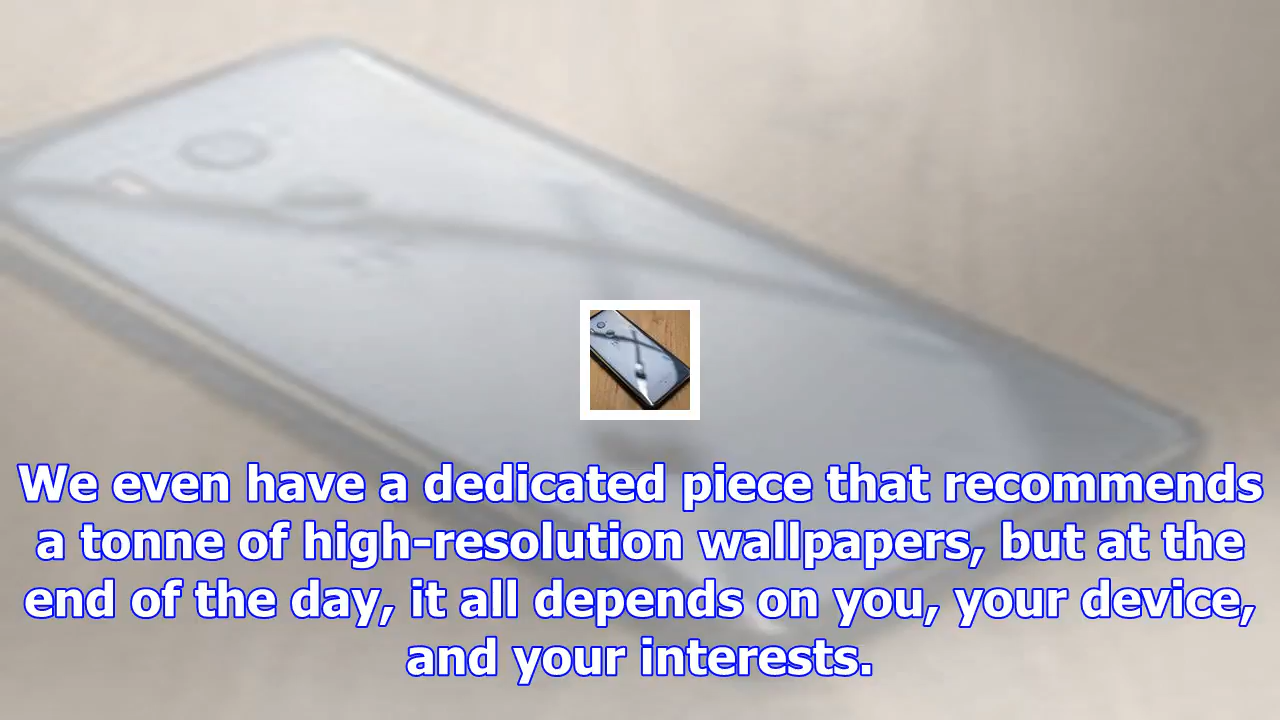 We even have a dedicated piece that recommends
a tonne of high-resolution wallpapers, but at the
end of the day, it all depends on you, your device,
and your interests.